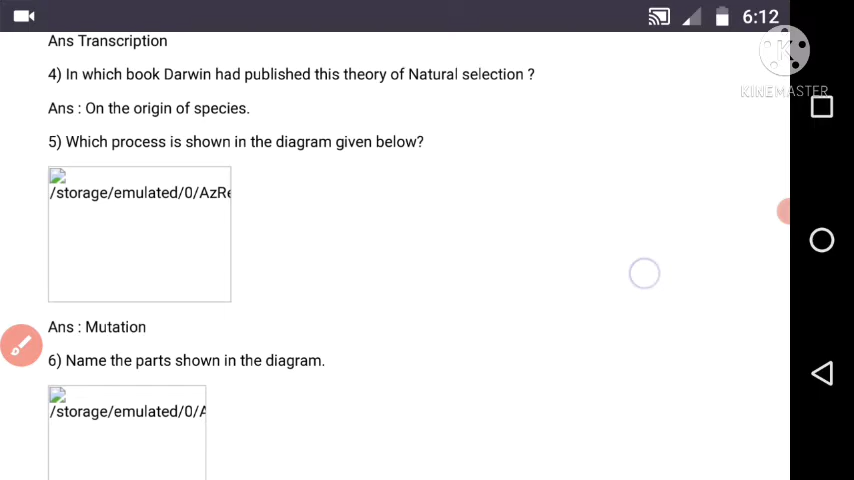 6:12
Ans Transcription
4) In which book Darwin had published this theory of Natural selection ?
K
KINEMASTER
Ans : On the origin of species.
5) Which process is shown in the diagram given below?
/storage/emulated/0/AzRe
Ans : Mutation
6) Name the parts shown in the diagram.
/storage/emulated/0/A